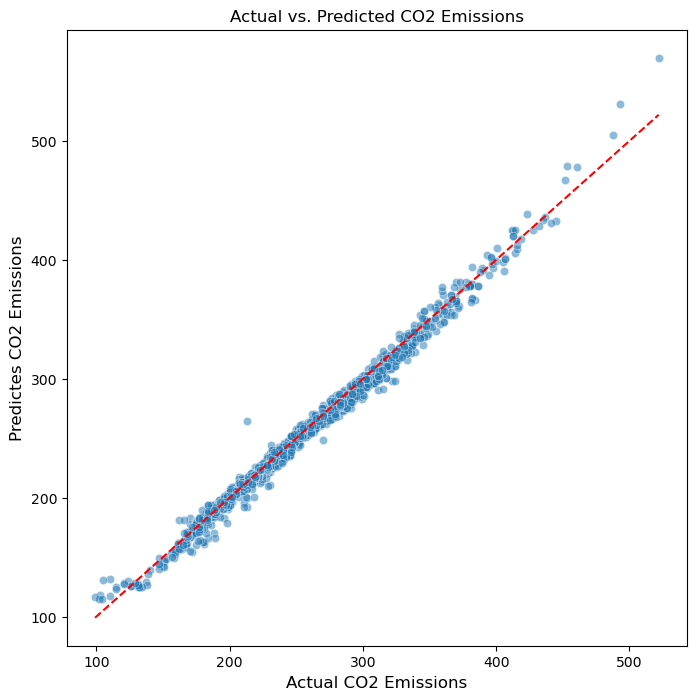 Actual vs. Predicted CO2 Emissions
500
400
300
200
100
Predictes CO2 Emissions
100 200 300 400 500
Actual CO2 Emissions